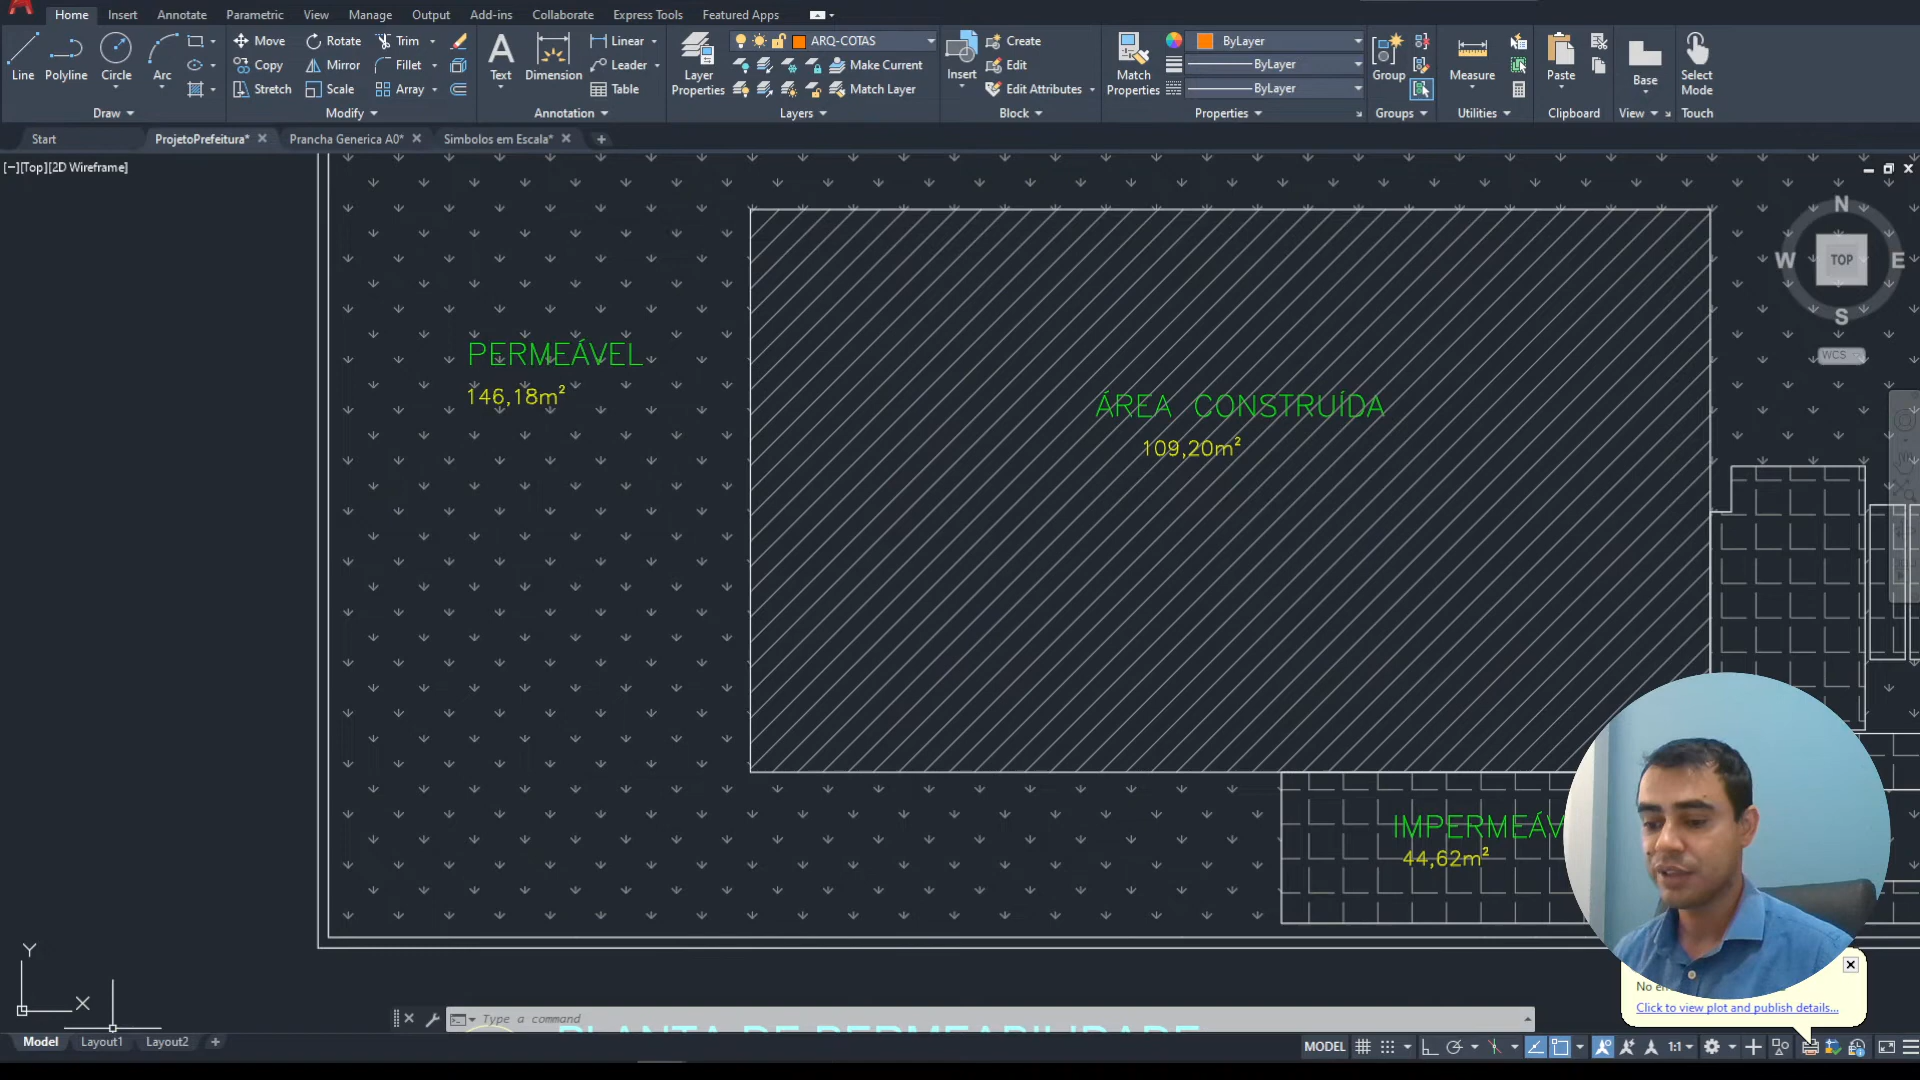 Home Insert Annotate Parametric View Manage Output Add-ins Collaborate Express Tools Featured Apps
Line Polyline Circle Arc
Move Rotate Trim
Copy Mirror Fillet
Stretch Scale Array
Text Dimension
Linear
Leader
Table
Layer Properties
ARQ-COTAS
Make Current
Match Layer
Insert
Create
Edit
Edit Attributes
Match Properties
ByLayer
ByLayer
ByLayer
Group
Measure
Paste
Base
Select Mode
Draw Modify Annotation Layers Block Properties Groups Utilities Clipboard View Touch
Start ProjetoPrefeitura* Prancha Generica A0* Simbolos em Escala*
[−][Top][2D Wireframe]
N
W TOP E
S
WCS
PERMEÁVEL
146,18m²
ÁREA CONSTRUÍDA
109,20m²
IMPERMEÁV
44,62m²
Y
X
No
Click to view plot and publish details...
Type a command
PLANTA DE PERMEABILIDADE
Model Layout1 Layout2
MODEL 1:1